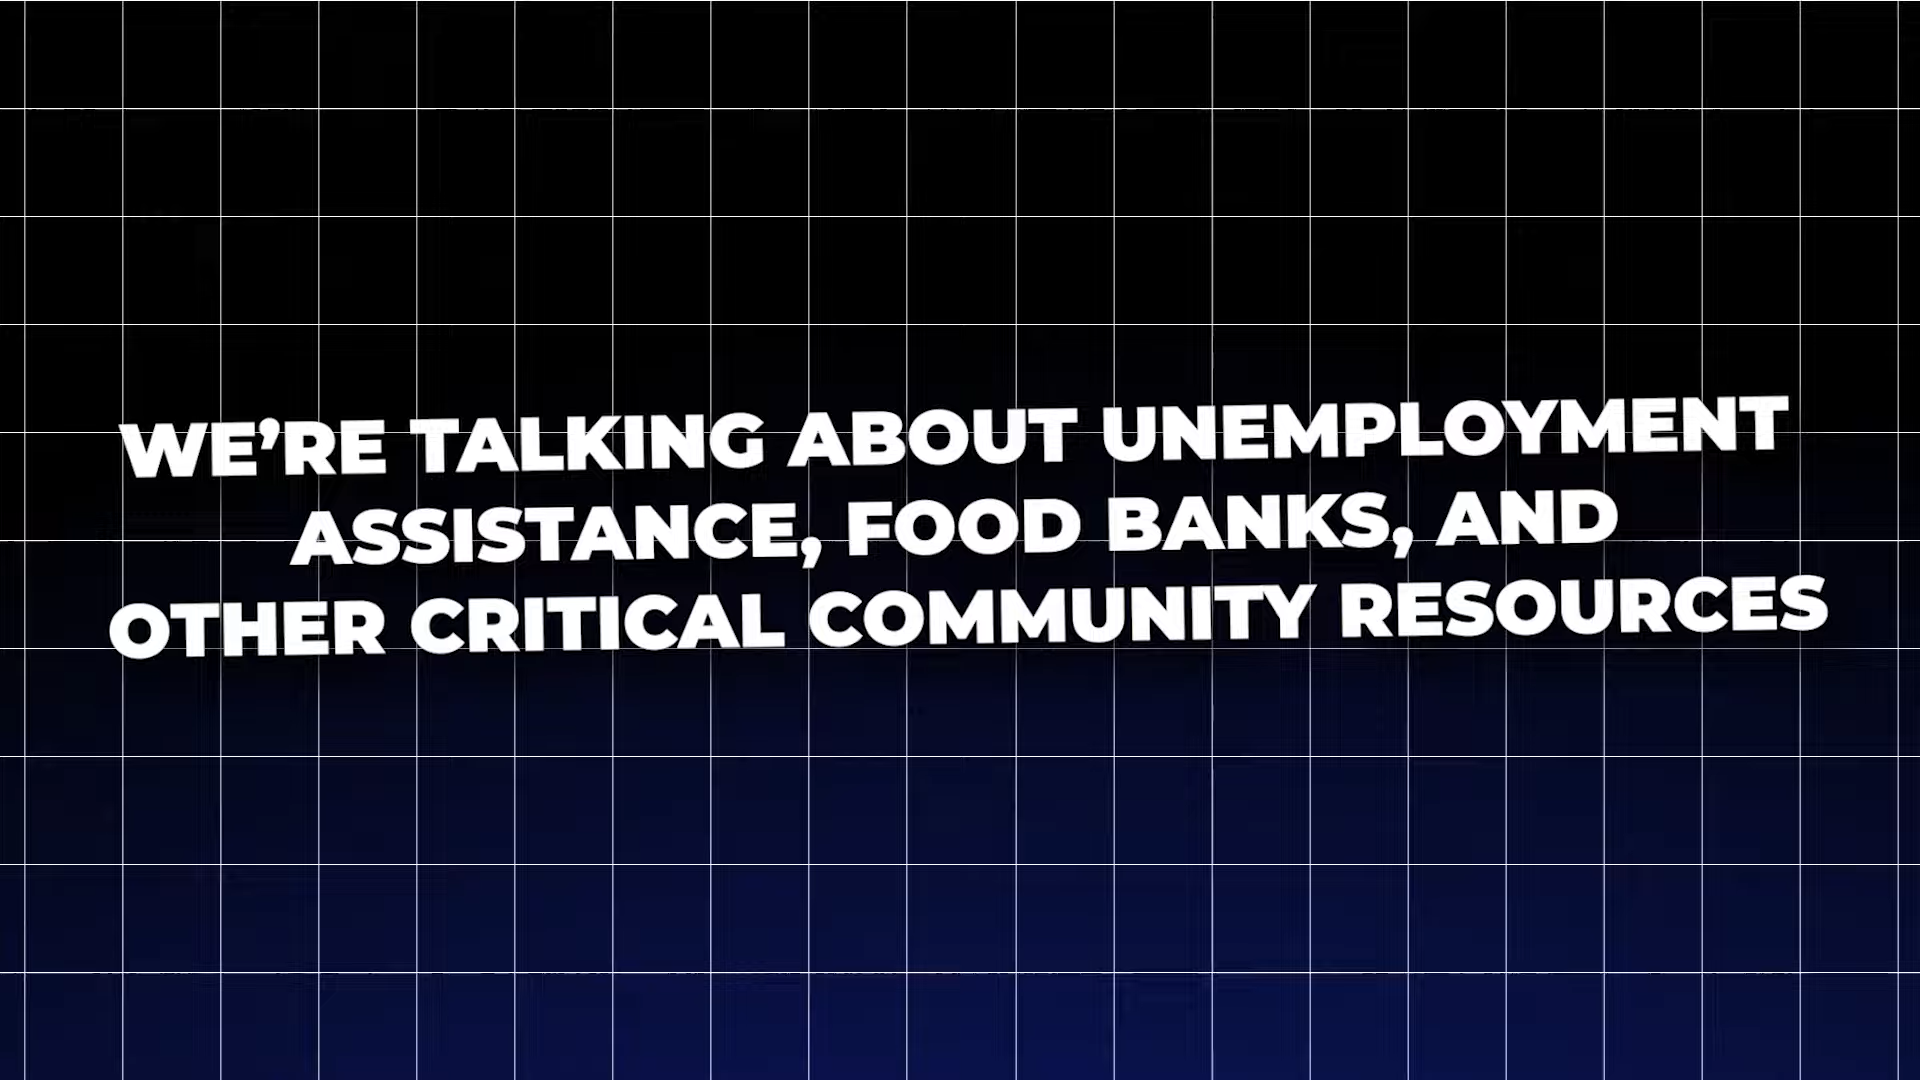 WE’RE TALKING ABOUT UNEMPLOYMENT
ASSISTANCE, FOOD BANKS, AND
OTHER CRITICAL COMMUNITY RESOURCES